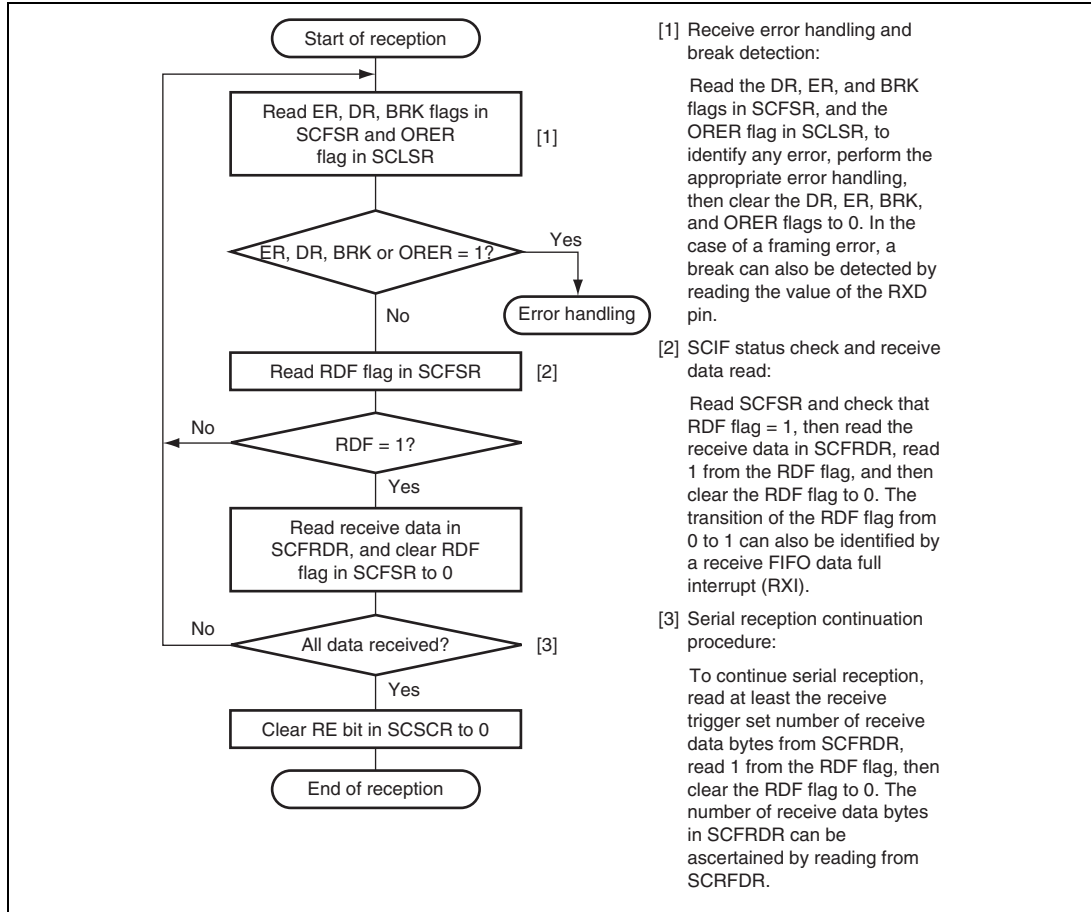 Start of reception
Read ER, DR, BRK flags in
SCFSR and ORER
flag in SCLSR
[1]
ER, DR, BRK or ORER = 1?
Yes
Error handling
No
Read RDF flag in SCFSR
[2]
No
RDF = 1?
Yes
Read receive data in
SCFRDR, and clear RDF
flag in SCFSR to 0
No
All data received?
[3]
Yes
Clear RE bit in SCSCR to 0
End of reception
[1] Receive error handling and
break detection:
Read the DR, ER, and BRK
flags in SCFSR, and the
ORER flag in SCLSR, to
identify any error, perform the
appropriate error handling,
then clear the DR, ER, BRK,
and ORER flags to 0. In the
case of a framing error, a
break can also be detected by
reading the value of the RXD
pin.
[2] SCIF status check and receive
data read:
Read SCFSR and check that
RDF flag = 1, then read the
receive data in SCFRDR, read
1 from the RDF flag, and then
clear the RDF flag to 0. The
transition of the RDF flag from
0 to 1 can also be identified by
a receive FIFO data full
interrupt (RXI).
[3] Serial reception continuation
procedure:
To continue serial reception,
read at least the receive
trigger set number of receive
data bytes from SCFRDR,
read 1 from the RDF flag, then
clear the RDF flag to 0. The
number of receive data bytes
in SCFRDR can be
ascertained by reading from
SCRFDR.